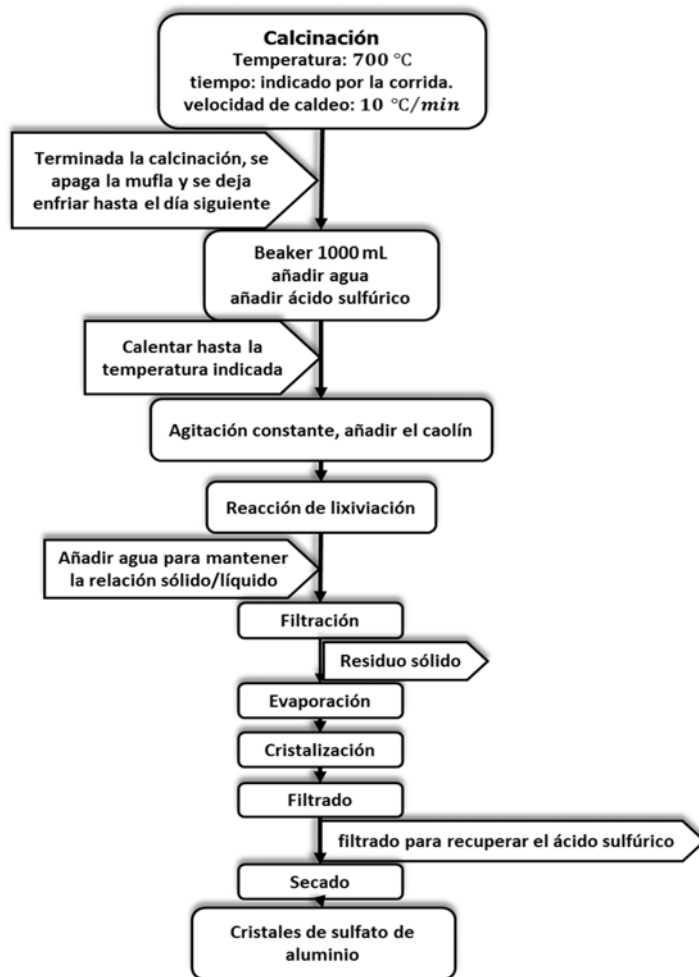 Calcinación
Temperatura: 700 °C
tiempo: indicado por la corrida.
velocidad de caldeo: 10 °C/min
Terminada la calcinación, se
apaga la mufla y se deja
enfriar hasta el día siguiente
Beaker 1000 mL
añadir agua
añadir ácido sulfúrico
Calentar hasta la
temperatura indicada
Agitación constante, añadir el caolín
Reacción de lixiviación
Añadir agua para mantener
la relación sólido/líquido
Filtración
Residuo sólido
Evaporación
Cristalización
Filtrado
filtrado para recuperar el ácido sulfúrico
Secado
Cristales de sulfato de
aluminio